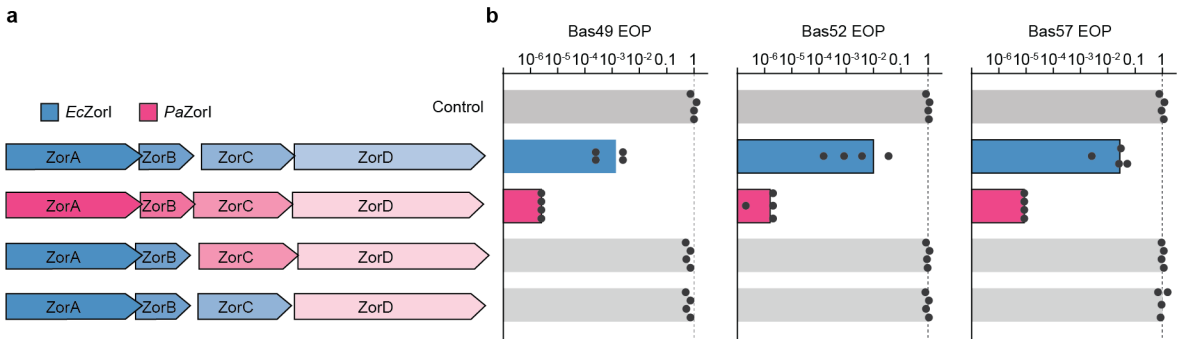 a
b
Bas49 EOP
Bas52 EOP
Bas57 EOP
10-6 10-5 10-4 10-3 10-2 0.1 1
10-6 10-5 10-4 10-3 10-2 0.1 1
10-6 10-5 10-4 10-3 10-2 0.1 1
EcZorI
PaZorI
Control
ZorA ZorB ZorC ZorD
ZorA ZorB ZorC ZorD
ZorA ZorB ZorC ZorD
ZorA ZorB ZorC ZorD